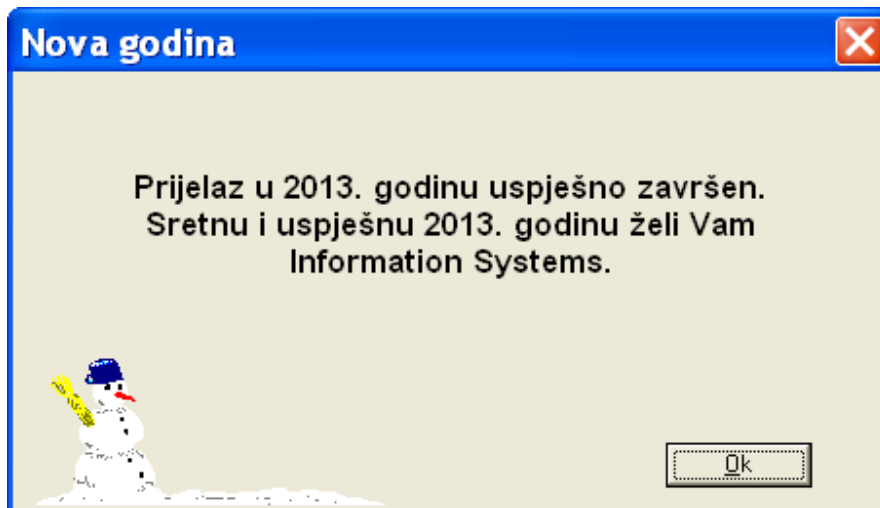 Nova godina
Prijelaz u 2013. godinu uspješno završen.
Sretnu i uspješnu 2013. godinu želi Vam
Information Systems.
Ok